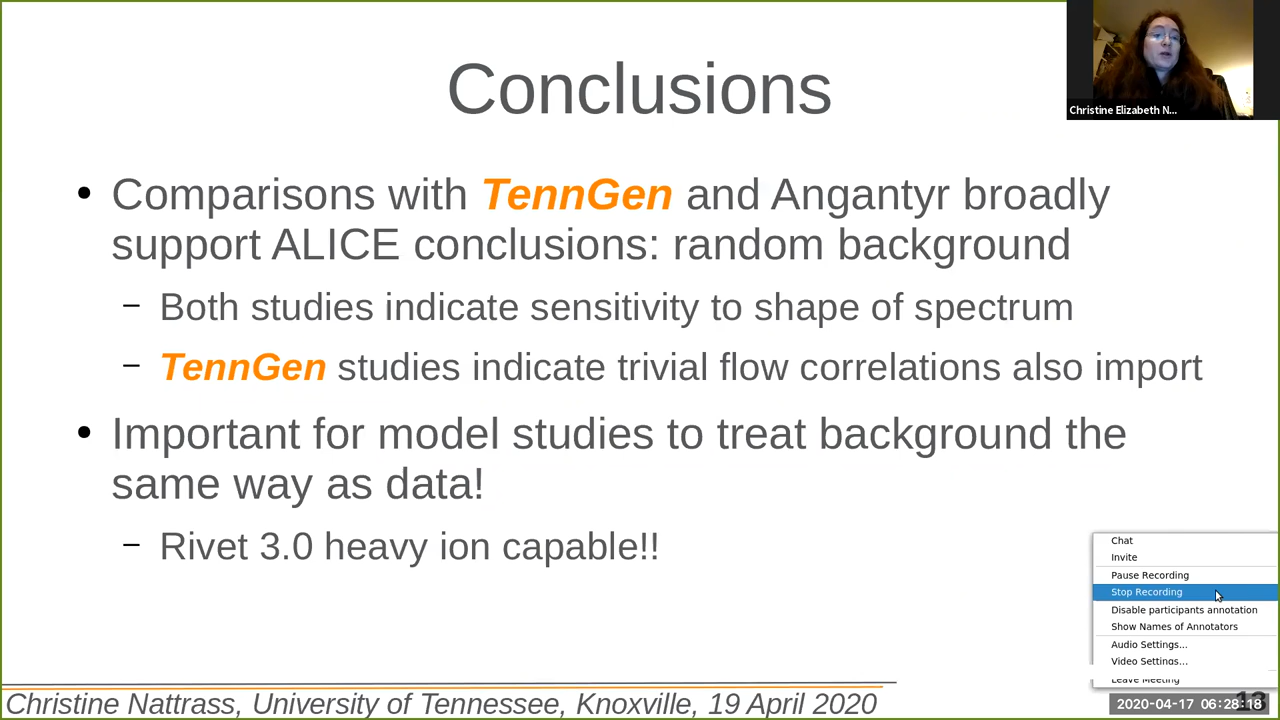 Conclusions
Christine Elizabeth N...
• Comparisons with TennGen and Angantyr broadly
support ALICE conclusions: random background
– Both studies indicate sensitivity to shape of spectrum
– TennGen studies indicate trivial flow correlations also import
• Important for model studies to treat background the
same way as data!
– Rivet 3.0 heavy ion capable!!
Chat
Invite
Pause Recording
Stop Recording
Disable participants annotation
Show Names of Annotators
Audio Settings...
Video Settings...
Leave Meeting
Christine Nattrass, University of Tennessee, Knoxville, 19 April 2020
13
2020-04-17 06:28:18